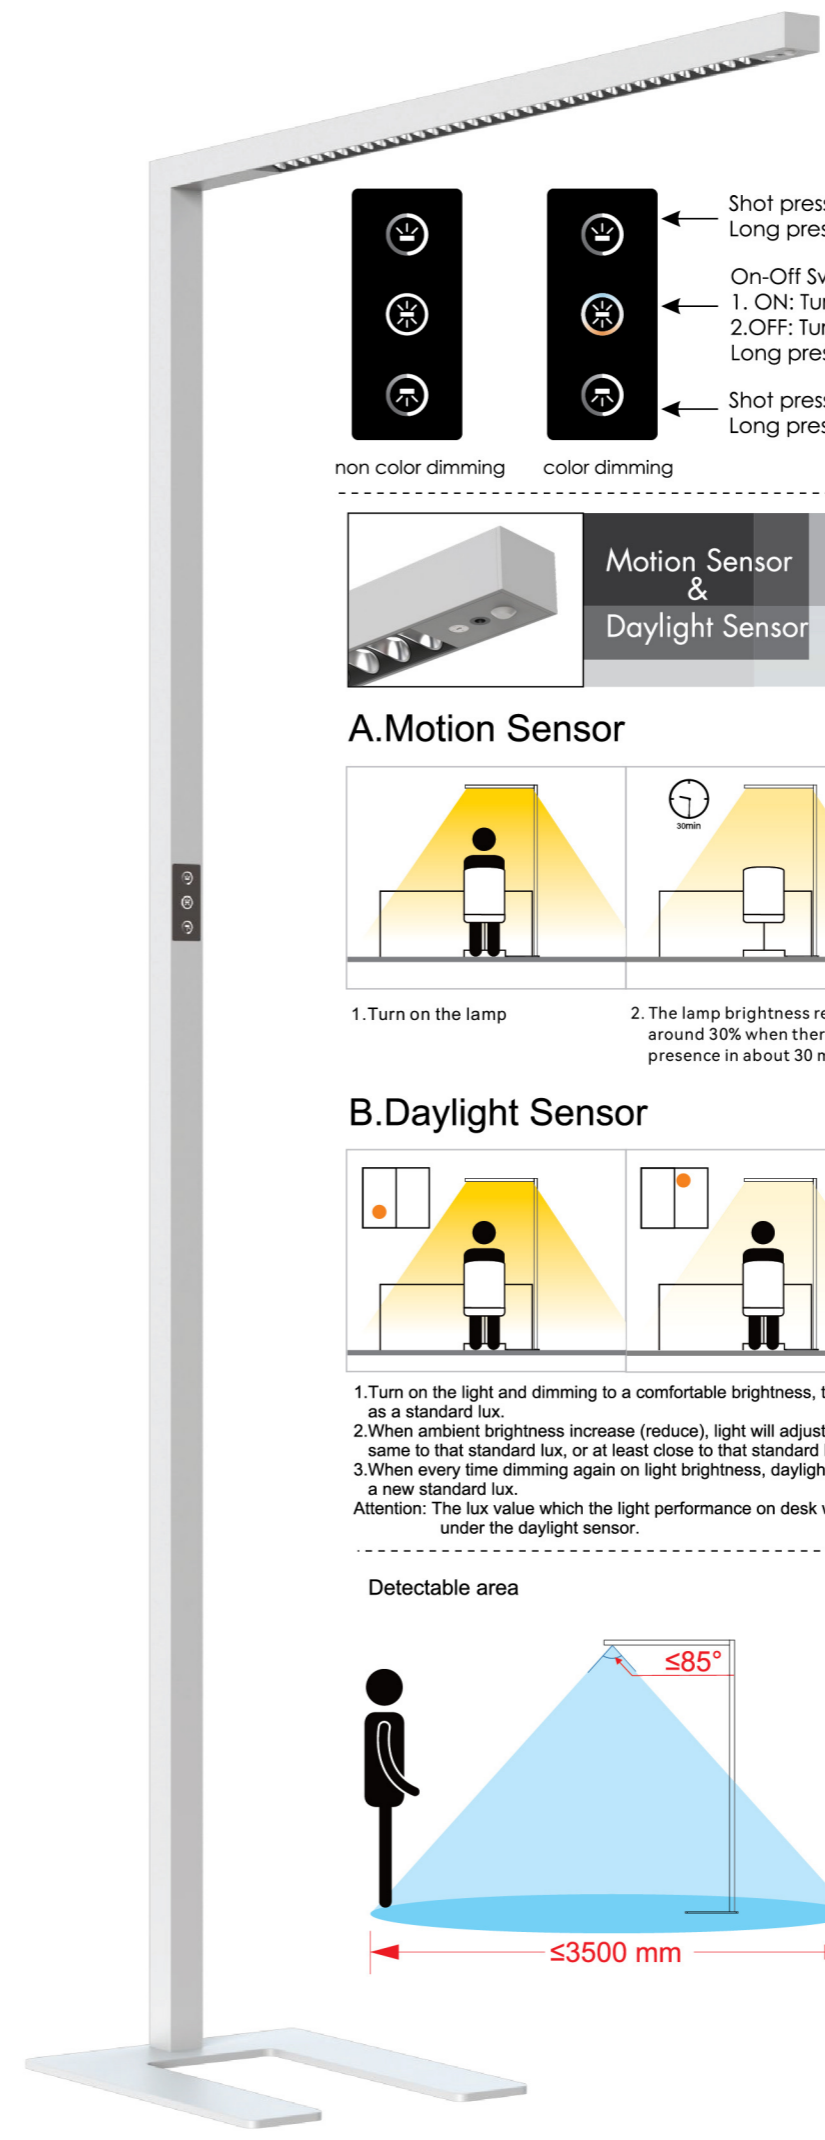 Shot press
Long press
On-Off Sw
1. ON: Tur
2.OFF: Tur
Long press
Shot press
Long press
non color dimming
color dimming
Motion Sensor
&
Daylight Sensor
A.Motion Sensor
30min
1.Turn on the lamp
2. The lamp brightness re
around 30% when ther
presence in about 30 m
B.Daylight Sensor
1.Turn on the light and dimming to a comfortable brightness, t
as a standard lux.
2.When ambient brightness increase (reduce), light will adjust
same to that standard lux, or at least close to that standard
3.When every time dimming again on light brightness, dayligh
a new standard lux.
Attention: The lux value which the light performance on desk w
under the daylight sensor.
Detectable area
≤85°
≤3500 mm